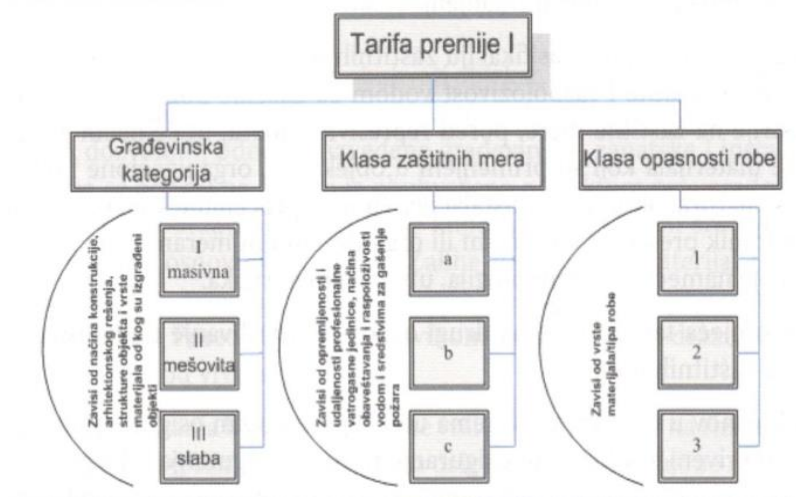 Tarifa premije I
Građevinska
kategorija
Klasa zaštitnih mera
Klasa opasnosti robe
Zavisi od načina konstrukcije,
arhitektonskog rešenja,
strukture objekta i vrste
materijala od kog su izgrađeni
objekti
I
masivna
II
mešovita
III
slaba
Zavisi od opremljenosti i
udaljenosti profesionalne
vatrogasne jedinice, načina
obaveštavanja i raspoloživosti
vodom i sredstvima za gašenje
požara
a
b
c
Zavisi od vrste
materijala/tipa robe
1
2
3